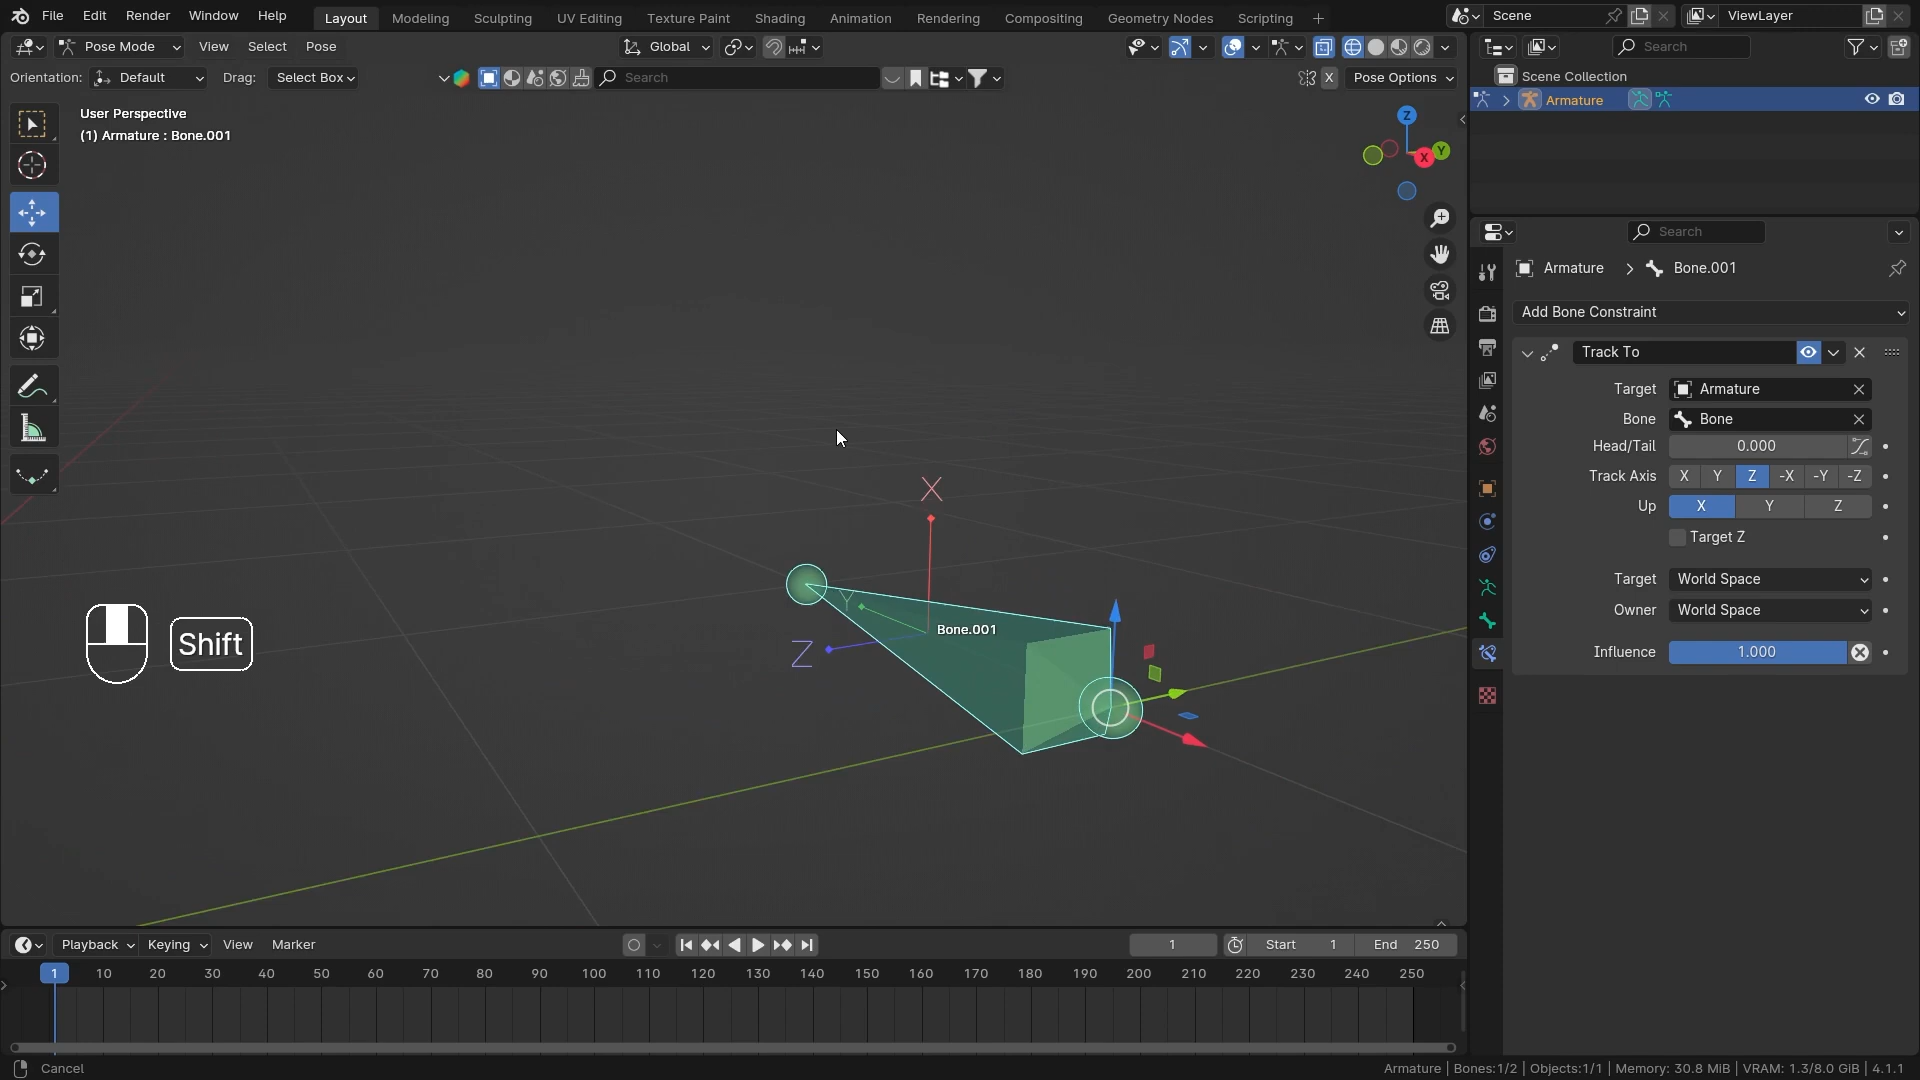 File Edit Render Window Help Layout Modeling Sculpting UV Editing Texture Paint Shading Animation Rendering Compositing Geometry Nodes Scripting + Scene ViewLayer
Pose Mode View Select Pose Global Search
Orientation: Default Drag: Select Box Search X Pose Options
Scene Collection
Armature
User Perspective
(1) Armature : Bone.001
Z
Y
X
Search
Armature > Bone.001
Add Bone Constraint
Track To
Target Armature
Bone Bone
Head/Tail 0.000
Track Axis X Y Z -X -Y -Z
Up X Y Z
Target Z
Target World Space
Owner World Space
Influence 1.000
X
Y
Z
Bone.001
Shift
Playback Keying View Marker 1 Start 1 End 250
1 10 20 30 40 50 60 70 80 90 100 110 120 130 140 150 160 170 180 190 200 210 220 230 240 250
Cancel Armature | Bones:1/2 | Objects:1/1 | Memory: 30.8 MiB | VRAM: 1.3/8.0 GiB | 4.1.1